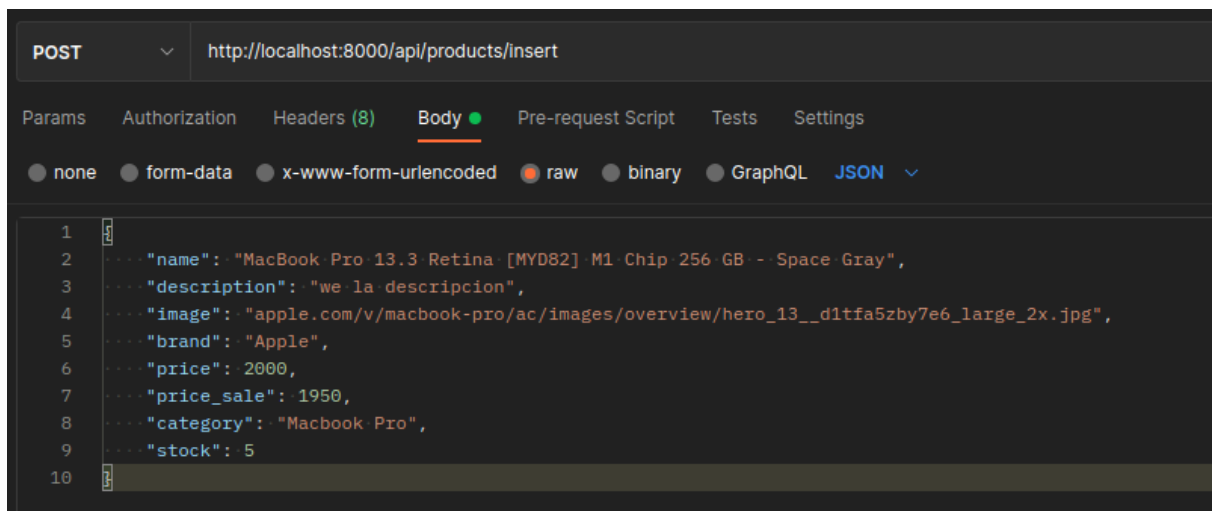 POST http://localhost:8000/api/products/insert
Params Authorization Headers (8) Body Pre-request Script Tests Settings
none form-data x-www-form-urlencoded raw binary GraphQL JSON
1 {
2 "name": "MacBook Pro 13.3 Retina [MYD82] M1 Chip 256 GB - Space Gray",
3 "description": "we la descripcion",
4 "image": "apple.com/v/macbook-pro/ac/images/overview/hero_13__d1tfa5zby7e6_large_2x.jpg",
5 "brand": "Apple",
6 "price": 2000,
7 "price_sale": 1950,
8 "category": "Macbook Pro",
9 "stock": 5
10 }